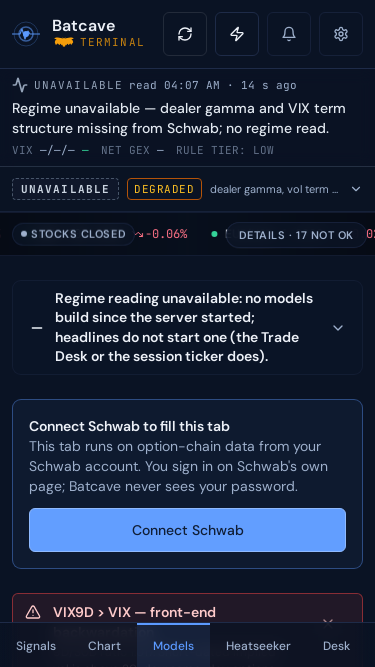 Batcave
TERMINAL
UNAVAILABLE read 04:07 AM · 14 s ago
Regime unavailable — dealer gamma and VIX term
structure missing from Schwab; no regime read.
VIX —/—/— — NET GEX — RULE TIER: LOW
UNAVAILABLE DEGRADED dealer gamma, vol term ...
STOCKS CLOSED -0.06% DETAILS · 17 NOT OK
Regime reading unavailable: no models
build since the server started;
headlines do not start one (the Trade
Desk or the session ticker does).
Connect Schwab to fill this tab
This tab runs on option-chain data from your
Schwab account. You sign in on Schwab's own
page; Batcave never sees your password.
Connect Schwab
VIX9D > VIX — front-end
Signals Chart Models Heatseeker Desk